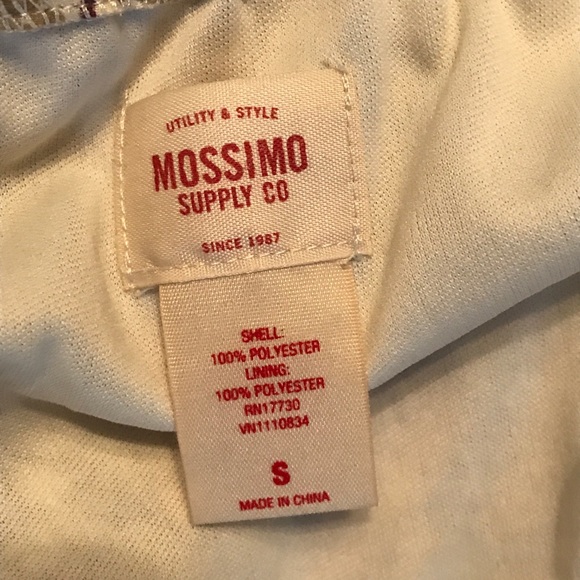 UTILITY & STYLE
MOSSIMO
SUPPLY CO
SINCE 1987
SHELL:
100% POLYESTER
LINING:
100% POLYESTER
RN17730
VN1110834
S
MADE IN CHINA